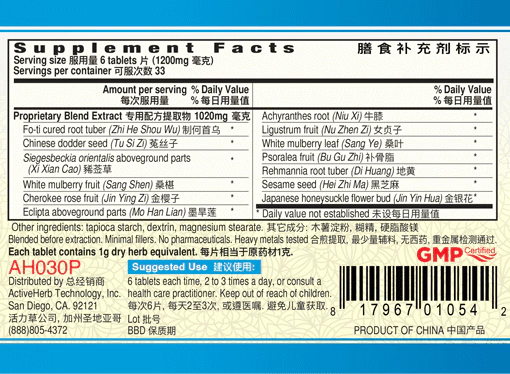 Supplement Facts 膳食补充剂标示
Serving size 服用量 6 tablets 片 (1200mg 毫克)
Servings per container 可服次数 33
Amount per serving % Daily Value
每次服用量 % 每日用量值
% Daily Value
% 每日用量值
Proprietary Blend Extract 专用配方提取物 1020mg 毫克
Fo-ti cured root tuber (Zhi He Shou Wu) 制何首乌 *
Chinese dodder seed (Tu Si Zi) 菟丝子 *
Siegesbeckia orientalis aboveground parts
(Xi Xian Cao) 豨莶草 *
White mulberry fruit (Sang Shen) 桑椹 *
Cherokee rose fruit (Jin Ying Zi) 金樱子 *
Eclipta aboveground parts (Mo Han Lian) 墨旱莲 *
Achyranthes root (Niu Xi) 牛膝 *
Ligustrum fruit (Nu Zhen Zi) 女贞子 *
White mulberry leaf (Sang Ye) 桑叶 *
Psoralea fruit (Bu Gu Zhi) 补骨脂 *
Rehmannia root tuber (Di Huang) 地黄 *
Sesame seed (Hei Zhi Ma) 黑芝麻 *
Japanese honeysuckle flower bud (Jin Yin Hua) 金银花*
* Daily value not established 未设每日用量值
Other ingredients: tapioca starch, dextrin, magnesium stearate. 其它成分: 木薯淀粉, 糊精, 硬脂酸镁
Blended before extraction. Minimal fillers. No pharmaceuticals. Heavy metals tested 合煎提取, 最少量辅料, 无西药, 重金属检测通过.
Each tablet contains 1g dry herb equivalent. 每片相当于原药材1克.
GMP Certified
AH030P
Distributed by 总经销商
ActiveHerb Technology, Inc.
San Diego, CA. 92121
活力草公司, 加州圣地亚哥
(888)805-4372
Suggested Use 建议使用:
6 tablets each time, 2 to 3 times a day, or consult a
health care practitioner. Keep out of reach of children.
每次6片, 每天2至3次, 或遵医嘱. 避免儿童获取.
Lot 批号
BBD 保质期
8 17967 01054 2
PRODUCT OF CHINA 中国产品